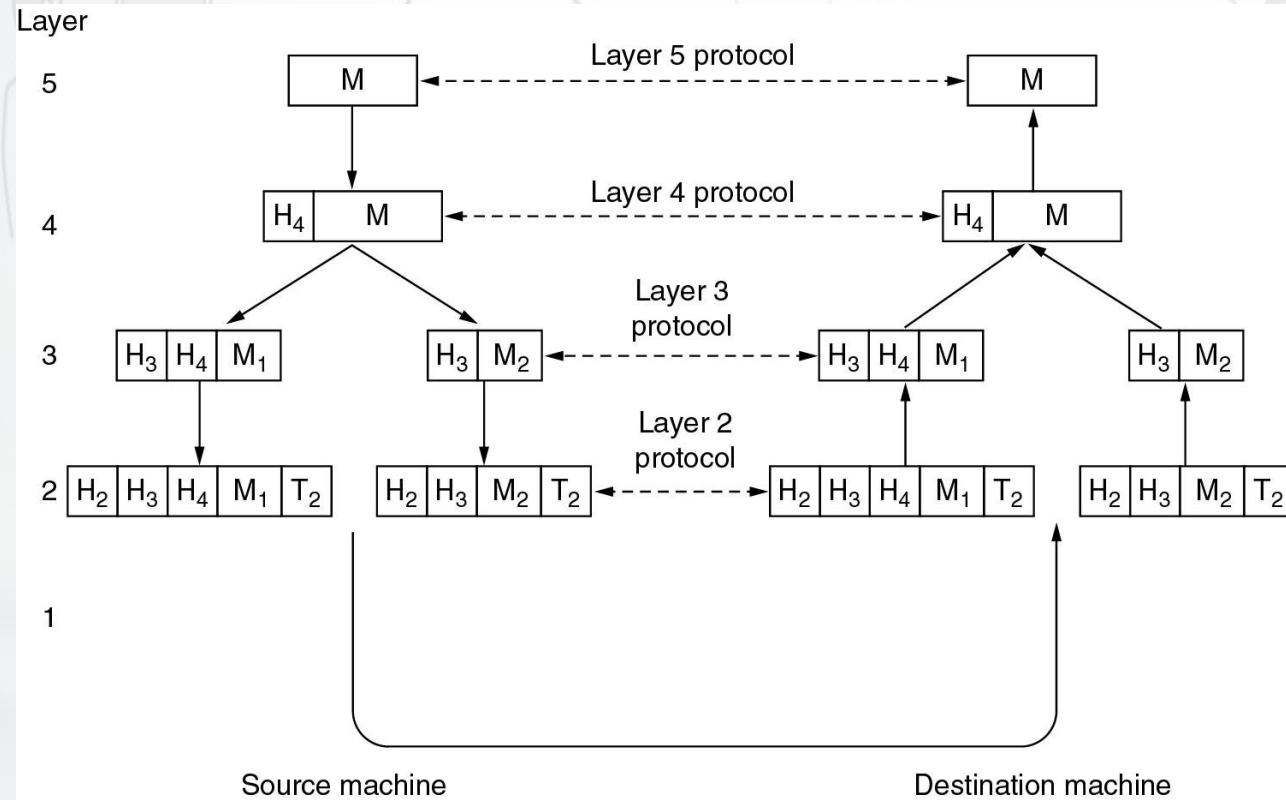 Layer
5 M Layer 5 protocol M
4 H₄ M Layer 4 protocol H₄ M
Layer 3
protocol
3 H₃ H₄ M₁ H₃ M₂ H₃ H₄ M₁ H₃ M₂
Layer 2
protocol
2 H₂ H₃ H₄ M₁ T₂ H₂ H₃ M₂ T₂ H₂ H₃ H₄ M₁ T₂ H₂ H₃ M₂ T₂
1
Source machine Destination machine